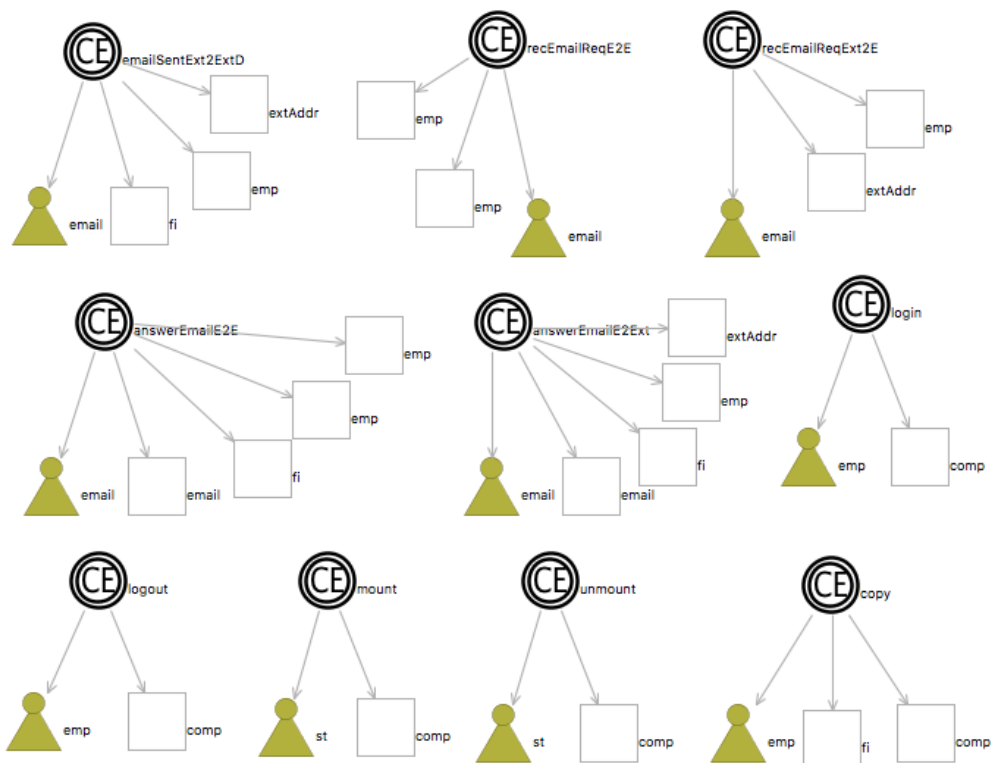 CE emailSentExt2ExtD
extAddr
emp
email
fi
CE recEmailReqE2E
emp
emp
email
CE recEmailReqExt2E
emp
extAddr
email
CE answerEmailE2E
emp
emp
fi
email
email
CE answerEmailE2Ext
extAddr
emp
fi
email
email
CE login
emp
comp
CE logout
emp
comp
CE mount
st
comp
CE unmount
st
comp
CE copy
emp
fi
comp